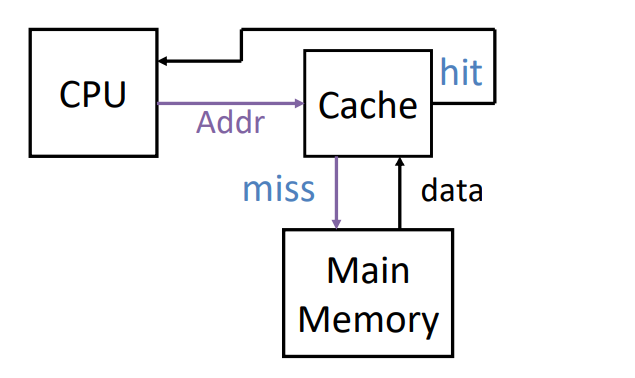 CPU
Addr
Cache
hit
miss
data
Main
Memory